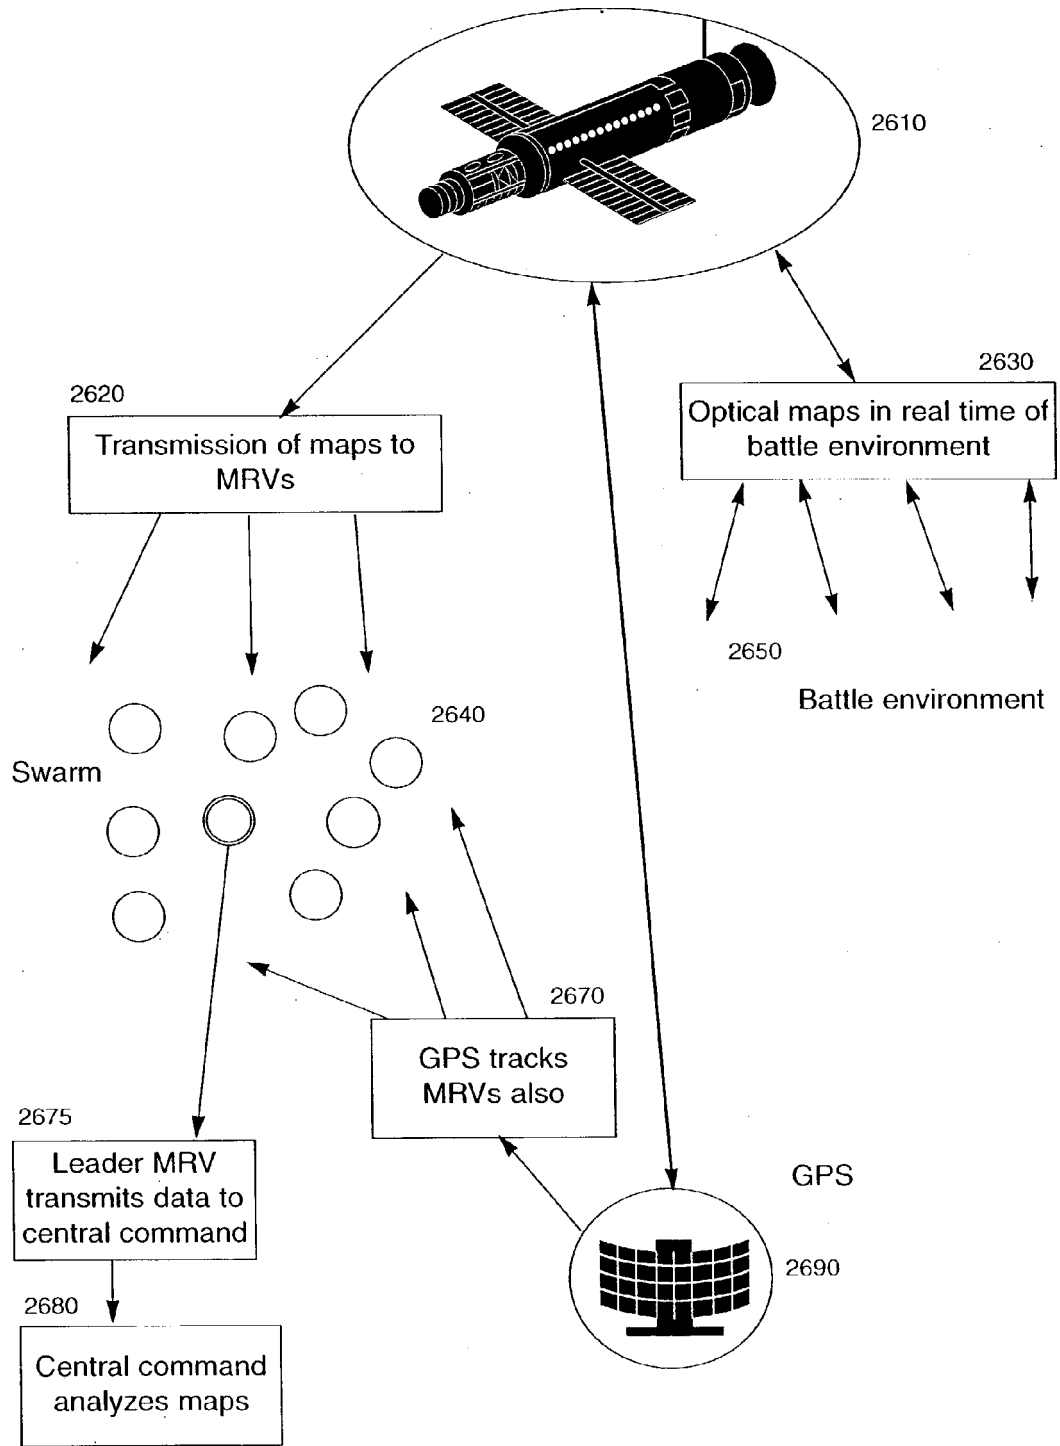 2610
2620
Transmission of maps to
MRVs
2630
Optical maps in real time of
battle environment
2650
Battle environment
2640
Swarm
2670
GPS tracks
MRVs also
2675
Leader MRV
transmits data to
central command
GPS
2690
2680
Central command
analyzes maps